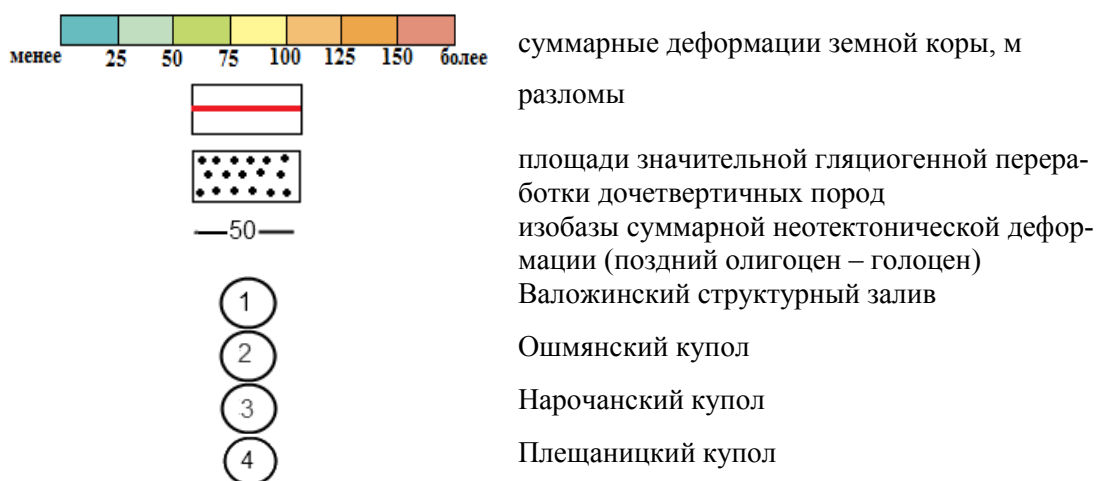 менее 25 50 75 100 125 150 более
суммарные деформации земной коры, м
разломы
площади значительной гляциогенной перера-
ботки дочетвертичных пород
50
изобазы суммарной неотектонической дефор-
мации (поздний олигоцен – голоцен)
1
Валожинский структурный залив
2
Ошмянский купол
3
Нарочанский купол
4
Плещаницкий купол